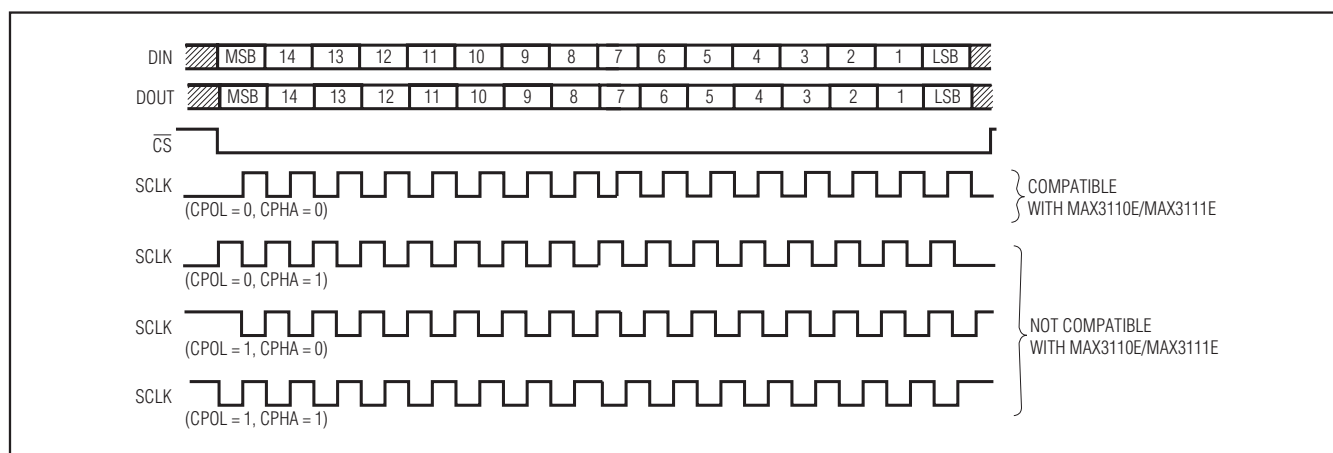 DIN MSB 14 13 12 11 10 9 8 7 6 5 4 3 2 1 LSB
DOUT MSB 14 13 12 11 10 9 8 7 6 5 4 3 2 1 LSB
CS
SCLK
(CPOL = 0, CPHA = 0)
COMPATIBLE
WITH MAX3110E/MAX3111E
SCLK
(CPOL = 0, CPHA = 1)
SCLK
(CPOL = 1, CPHA = 0)
NOT COMPATIBLE
WITH MAX3110E/MAX3111E
SCLK
(CPOL = 1, CPHA = 1)